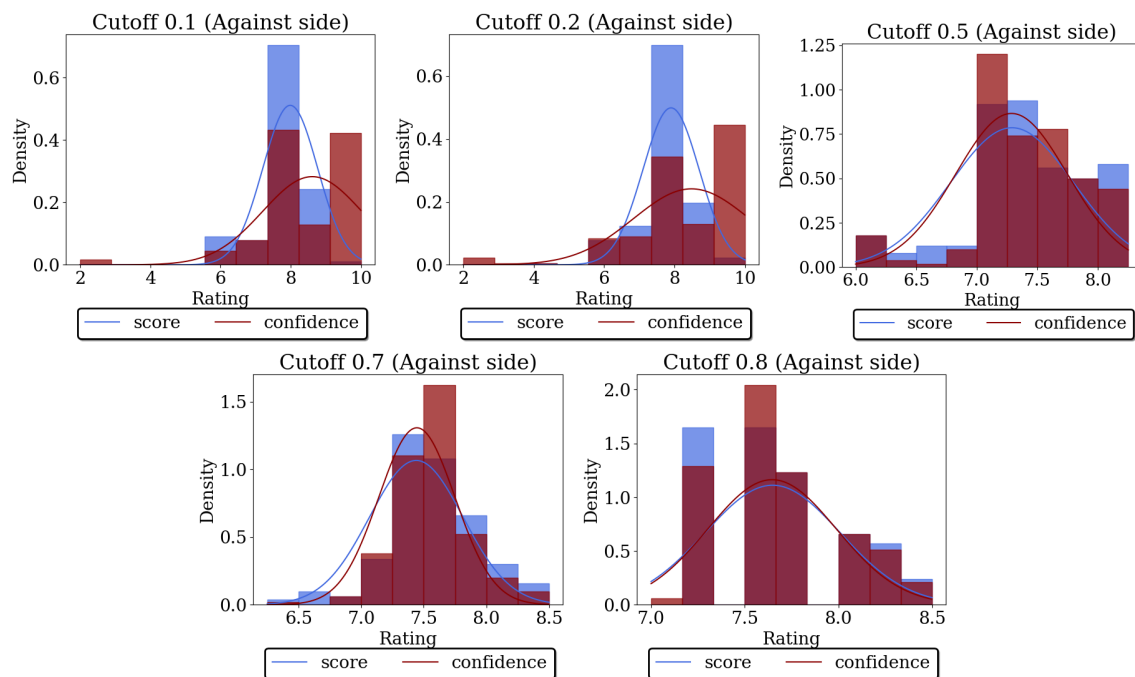 Cutoff 0.1 (Against side)
Density
0.6
0.4
0.2
0.0
2 4 6 8 10
Rating
score confidence
Cutoff 0.2 (Against side)
Density
0.6
0.4
0.2
0.0
2 4 6 8 10
Rating
score confidence
Cutoff 0.5 (Against side)
Density
1.25
1.00
0.75
0.50
0.25
0.00
6.0 6.5 7.0 7.5 8.0
Rating
score confidence
Cutoff 0.7 (Against side)
Density
1.5
1.0
0.5
0.0
6.5 7.0 7.5 8.0 8.5
Rating
score confidence
Cutoff 0.8 (Against side)
Density
2.0
1.5
1.0
0.5
0.0
7.0 7.5 8.0 8.5
Rating
score confidence